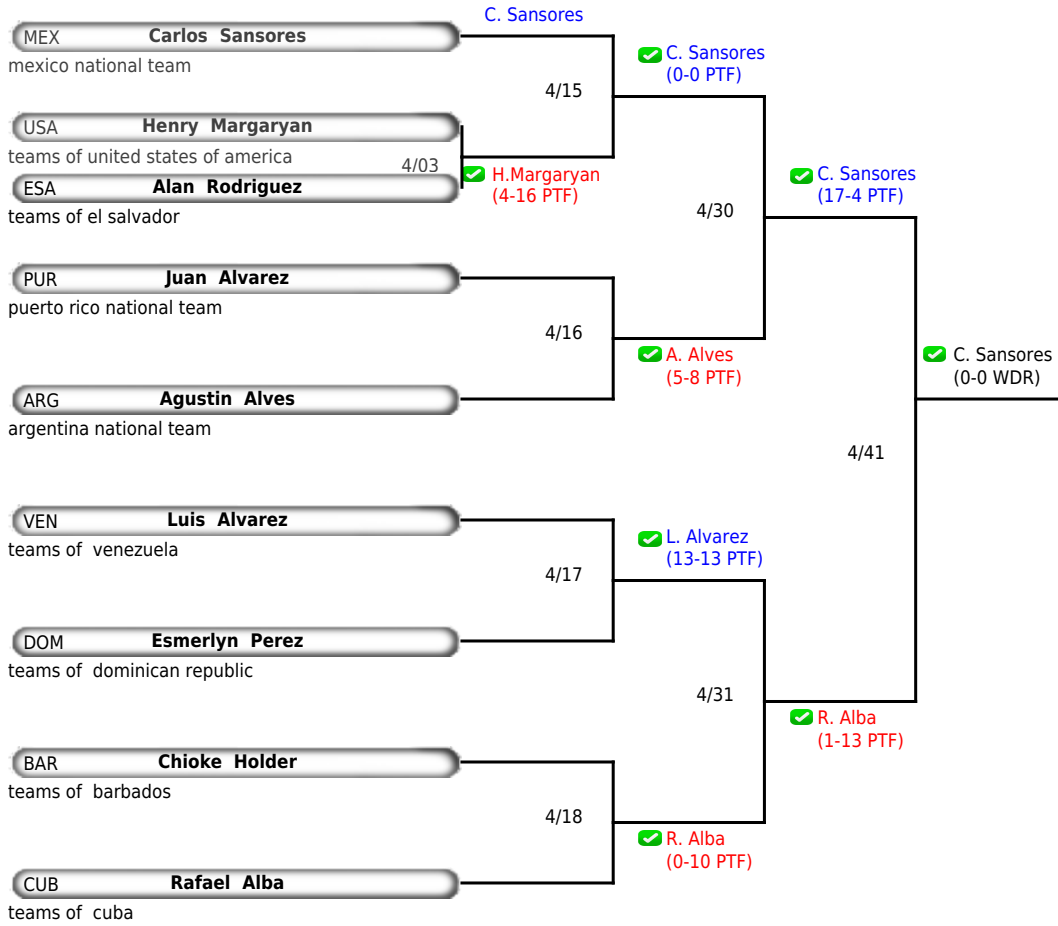 C. Sansores
MEX Carlos Sansores
mexico national team
C. Sansores
(0-0 PTF)
4/15
USA Henry Margaryan
teams of united states of america
4/03
H.Margaryan
(4-16 PTF)
ESA Alan Rodriguez
teams of el salvador
C. Sansores
(17-4 PTF)
4/30
PUR Juan Alvarez
puerto rico national team
4/16
A. Alves
(5-8 PTF)
C. Sansores
(0-0 WDR)
ARG Agustin Alves
argentina national team
4/41
VEN Luis Alvarez
teams of venezuela
L. Alvarez
(13-13 PTF)
4/17
DOM Esmerlyn Perez
teams of dominican republic
4/31
R. Alba
(1-13 PTF)
BAR Chioke Holder
teams of barbados
4/18
R. Alba
(0-10 PTF)
CUB Rafael Alba
teams of cuba